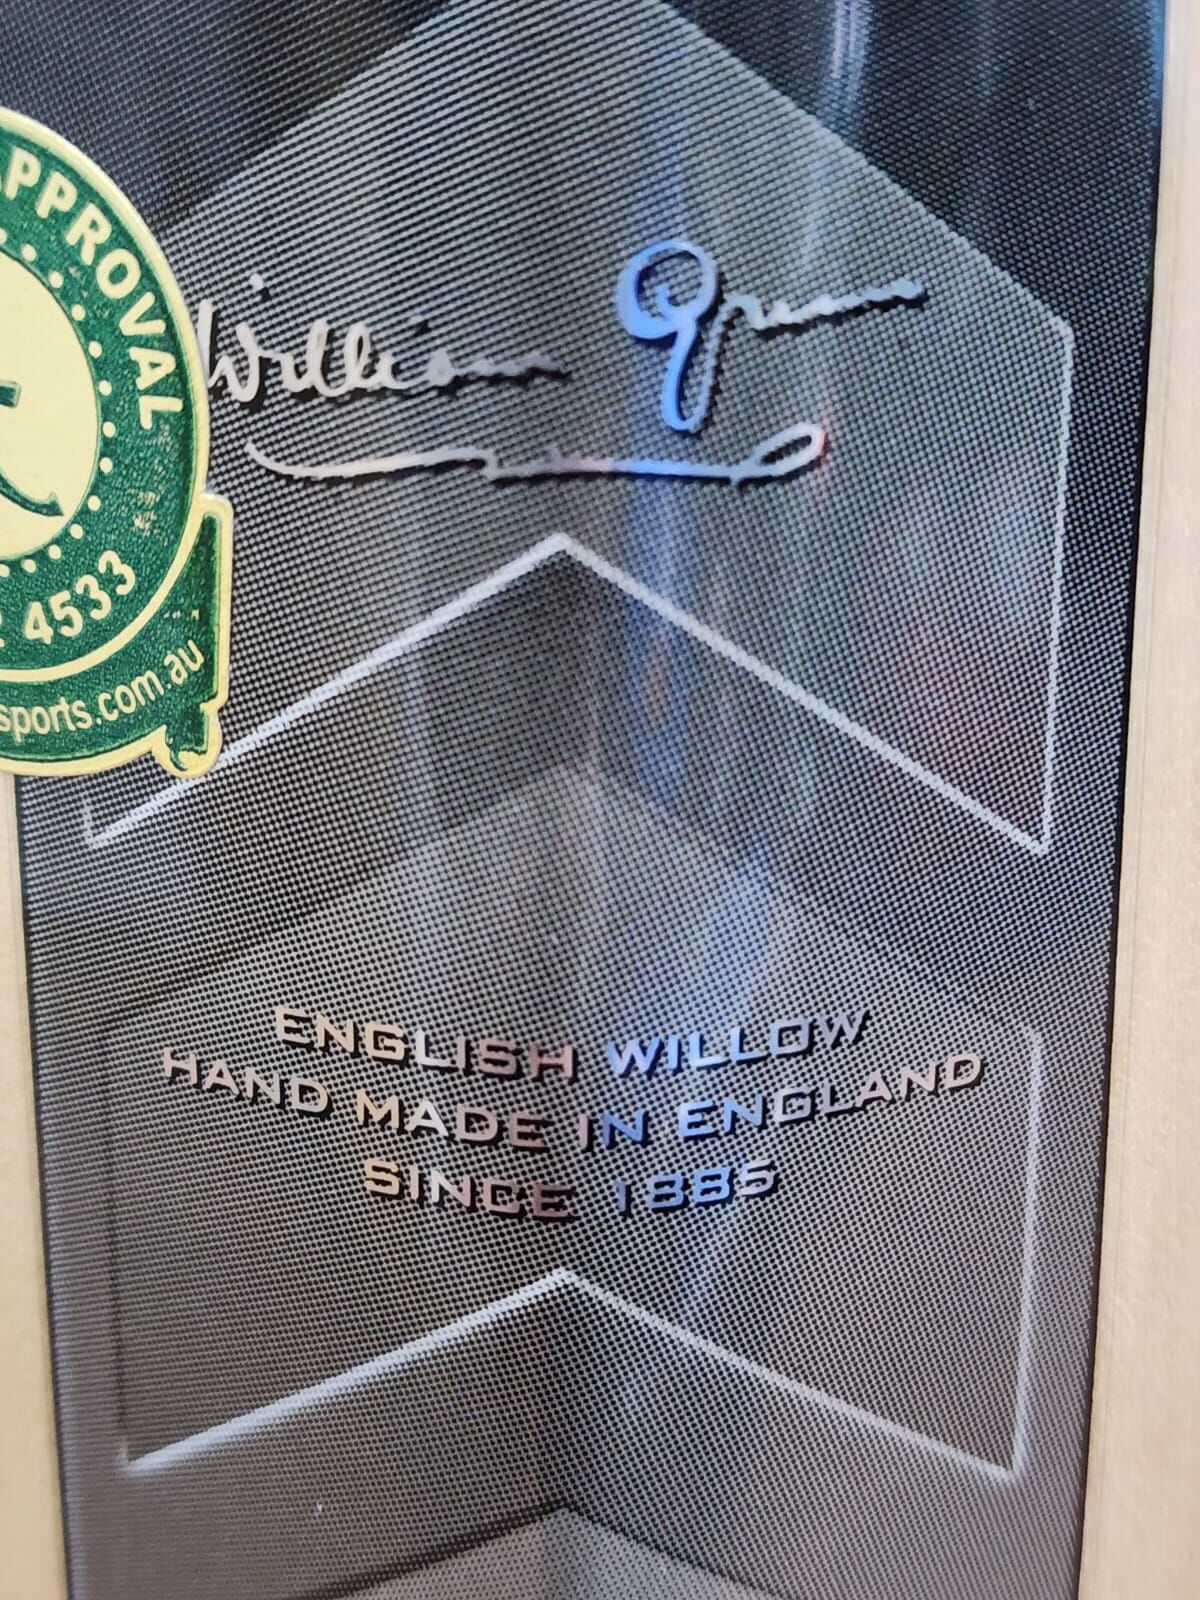 APPROVAL
4533
sports.com.au
William Gunn
ENGLISH WILLOW
HAND MADE IN ENGLAND
SINCE 1885